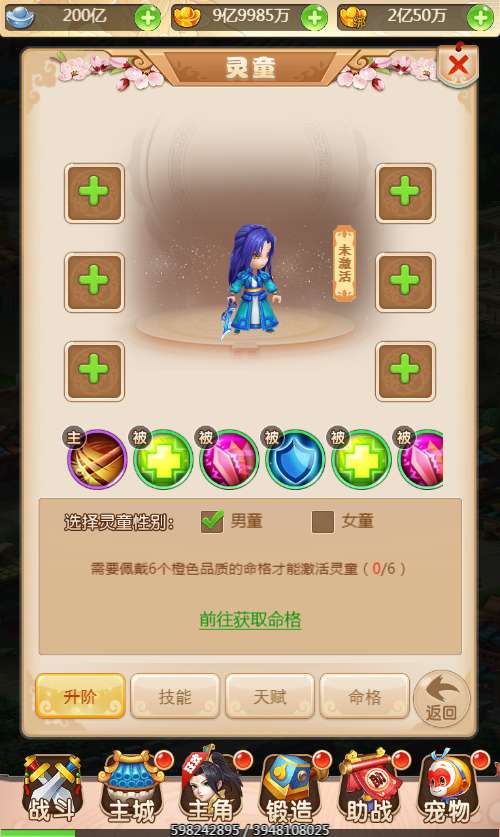 200亿 9亿9985万 2亿50万
灵童
未激活
主 被 被 被 被 被
选择灵童性别： 男童 女童
需要佩戴6个橙色品质的命格才能激活灵童（0/6）
前往获取命格
升阶 技能 天赋 命格 返回
战斗 主城 主角 锻造 助战 宠物
598242895 / 3948108025